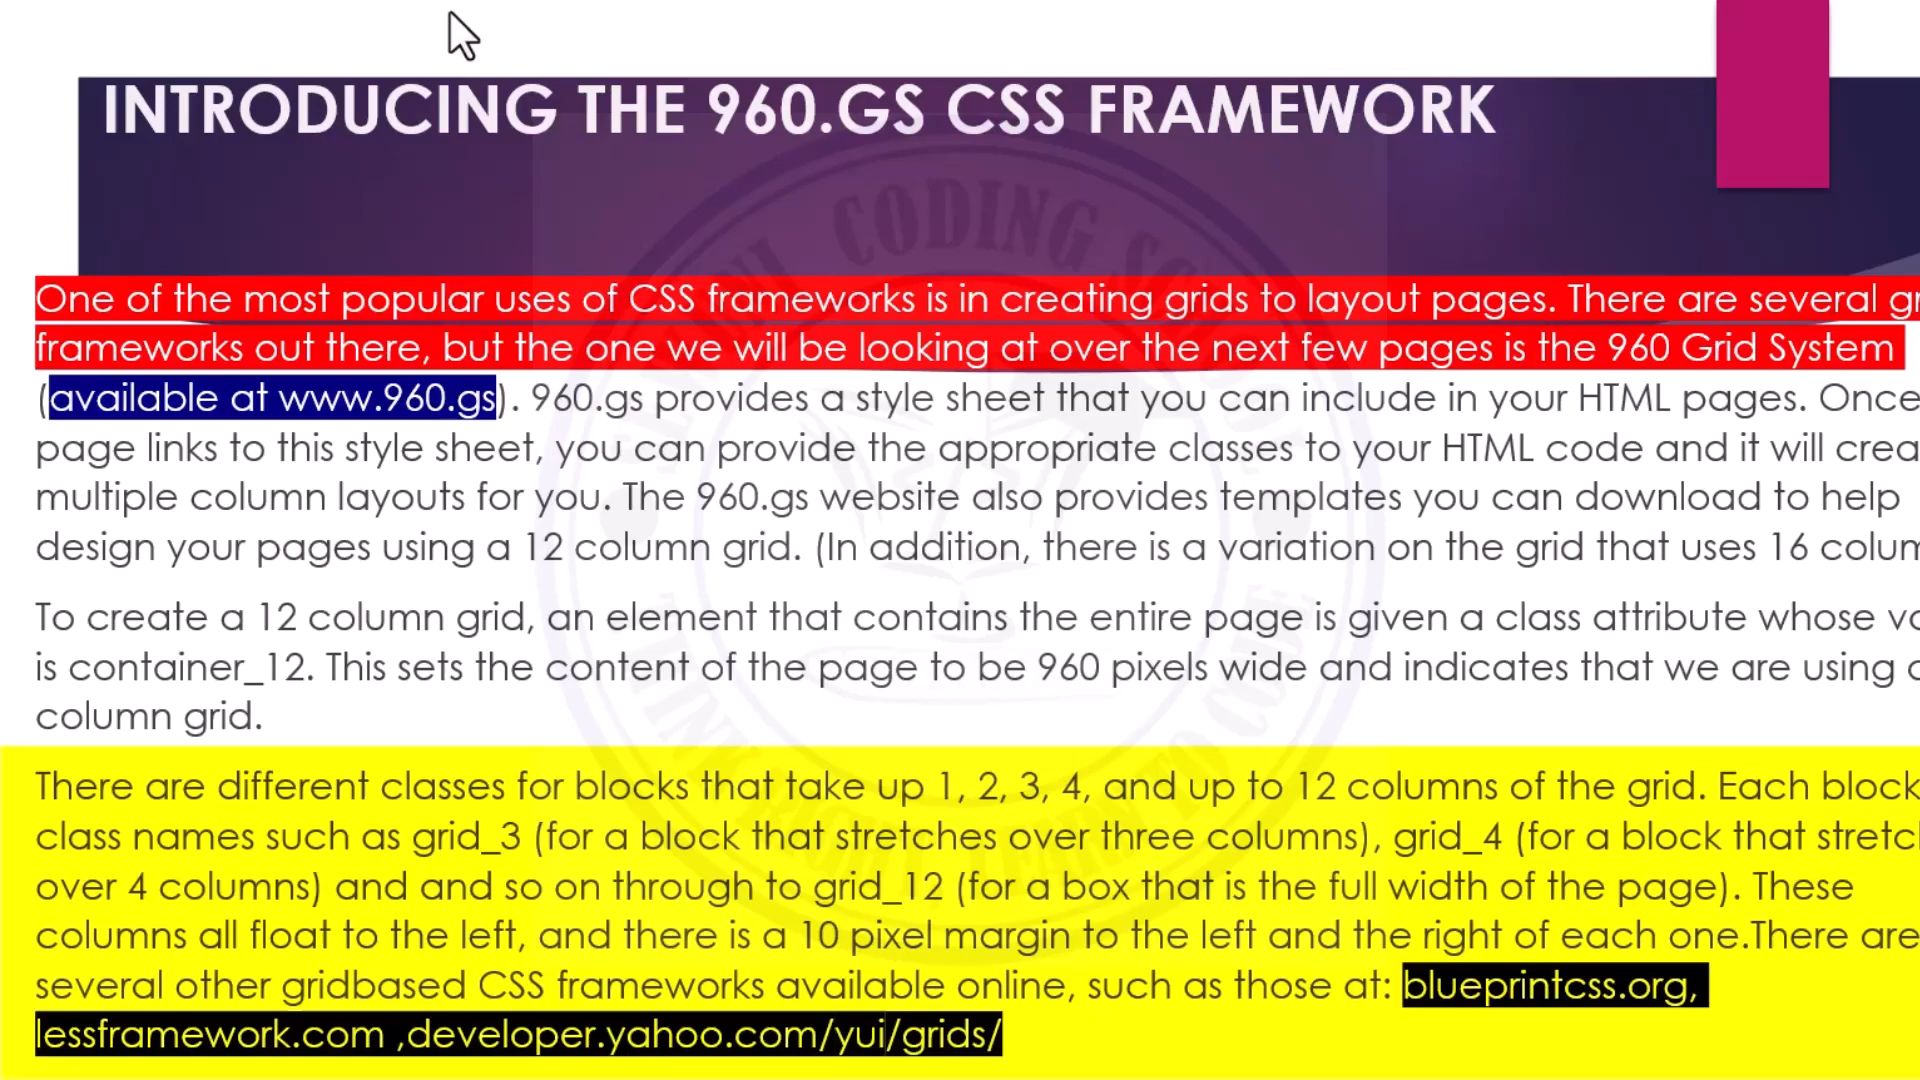 INTRODUCING THE 960.GS CSS FRAMEWORK
One of the most popular uses of CSS frameworks is in creating grids to layout pages. There are several
frameworks out there, but the one we will be looking at over the next few pages is the 960 Grid System
(available at www.960.gs). 960.gs provides a style sheet that you can include in your HTML pages. Once
page links to this style sheet, you can provide the appropriate classes to your HTML code and it will
multiple column layouts for you. The 960.gs website also provides templates you can download to help
design your pages using a 12 column grid. (In addition, there is a variation on the grid that uses 16
To create a 12 column grid, an element that contains the entire page is given a class attribute whose
is container_12. This sets the content of the page to be 960 pixels wide and indicates that we are using
column grid.
There are different classes for blocks that take up 1, 2, 3, 4, and up to 12 columns of the grid. Each block
class names such as grid_3 (for a block that stretches over three columns), grid_4 (for a block that
over 4 columns) and and so on through to grid_12 (for a box that is the full width of the page). These
columns all float to the left, and there is a 10 pixel margin to the left and the right of each one.There are
several other gridbased CSS frameworks available online, such as those at: blueprintcss.org,
lessframework.com ,developer.yahoo.com/yui/grids/
CODING
THINK RIGHT LEARN TO CODE